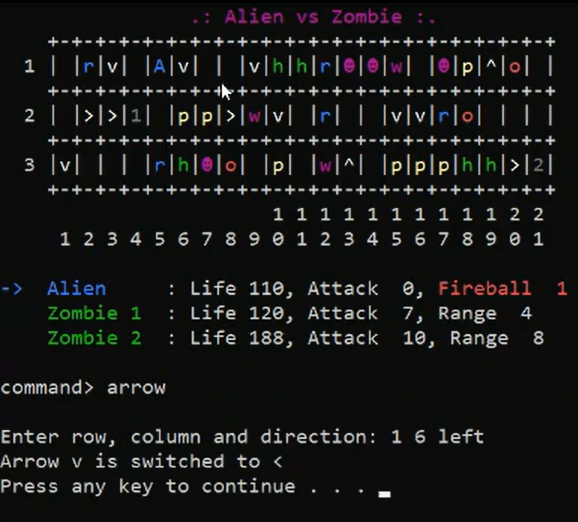 .: Alien vs Zombie :.
+-+-+-+-+-+-+-+-+-+-+-+-+-+-+-+-+-+-+-+-+-+
1 | |r|v| |A|v| | |v|h|h|r|☻|☻|w| |☻|p|^|o| |
+-+-+-+-+-+-+-+-+-+-+-+-+-+-+-+-+-+-+-+-+-+
2 | |>|>|1| |p|p|>|w|v| |r| | |v|v|r|o| | | |
+-+-+-+-+-+-+-+-+-+-+-+-+-+-+-+-+-+-+-+-+-+
3 |v| | | |r|h|☻|o| |p| |w|^| |p|p|p|h|h|>|2|
+-+-+-+-+-+-+-+-+-+-+-+-+-+-+-+-+-+-+-+-+-+
1 1 1 1 1 1 1 1 1 1 2 2
1 2 3 4 5 6 7 8 9 0 1 2 3 4 5 6 7 8 9 0 1
-> Alien : Life 110, Attack 0, Fireball 1
Zombie 1 : Life 120, Attack 7, Range 4
Zombie 2 : Life 188, Attack 10, Range 8
command> arrow
Enter row, column and direction: 1 6 left
Arrow v is switched to <
Press any key to continue . . .